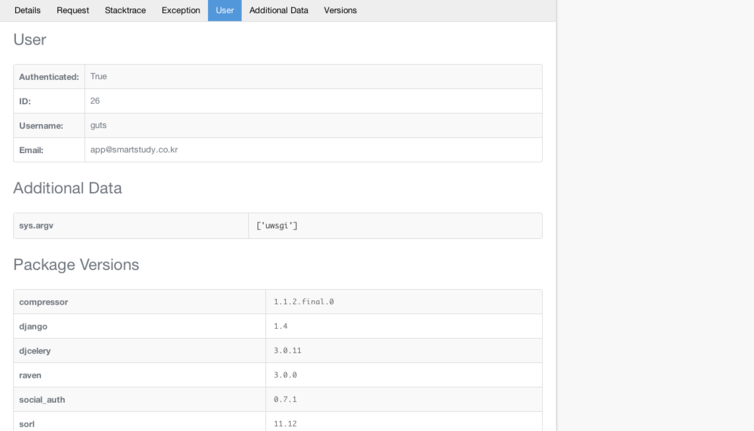 Details Request Stacktrace Exception User Additional Data Versions
User
Authenticated: True
ID: 26
Username: guts
Email: app@smartstudy.co.kr
Additional Data
sys.argv ['uwsgi']
Package Versions
compressor 1.1.2.final.0
django 1.4
djcelery 3.0.11
raven 3.0.0
social_auth 0.7.1
sorl 11.12